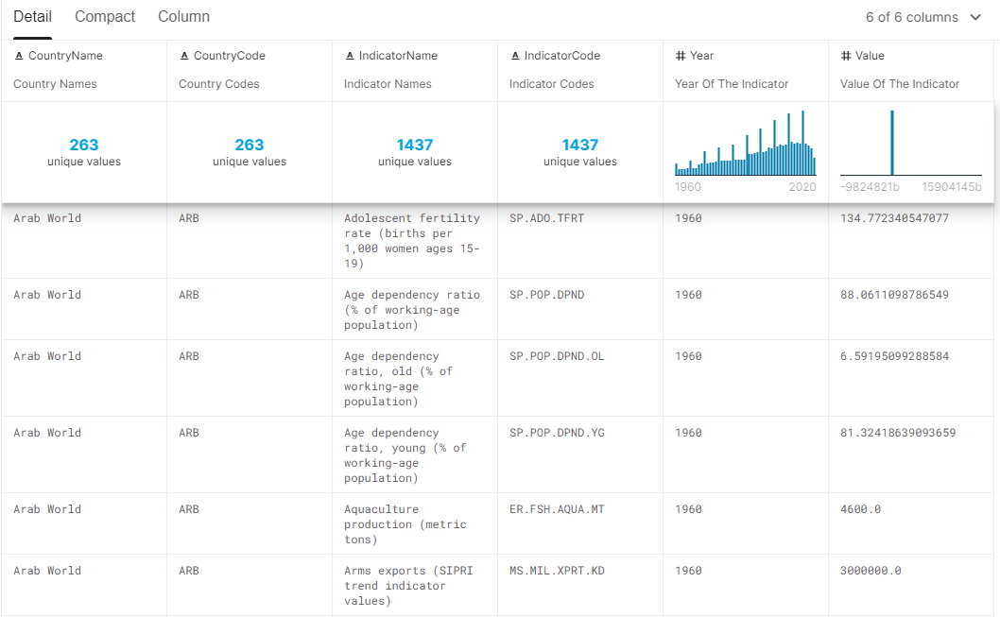 Detail Compact Column 6 of 6 columns
CountryName CountryCode IndicatorName IndicatorCode Year Value
Country Names Country Codes Indicator Names Indicator Codes Year Of The Indicator Value Of The Indicator
263 263 1437 1437
unique values unique values unique values unique values
1960 2020 -9824821b 15904145b
Arab World ARB Adolescent fertility SP.ADO.TFRT 1960 134.772340547077
rate (births per
1,000 women ages 15-
19)
Arab World ARB Age dependency ratio SP.POP.DPND 1960 88.0611098786549
(% of working-age
population)
Arab World ARB Age dependency SP.POP.DPND.OL 1960 6.59195099288584
ratio, old (% of
working-age
population)
Arab World ARB Age dependency SP.POP.DPND.YG 1960 81.32418639093659
ratio, young (% of
working-age
population)
Arab World ARB Aquaculture ER.FSH.AQUA.MT 1960 4600.0
production (metric
tons)
Arab World ARB Arms exports (SIPRI MS.MIL.XPRT.KD 1960 3000000.0
trend indicator
values)